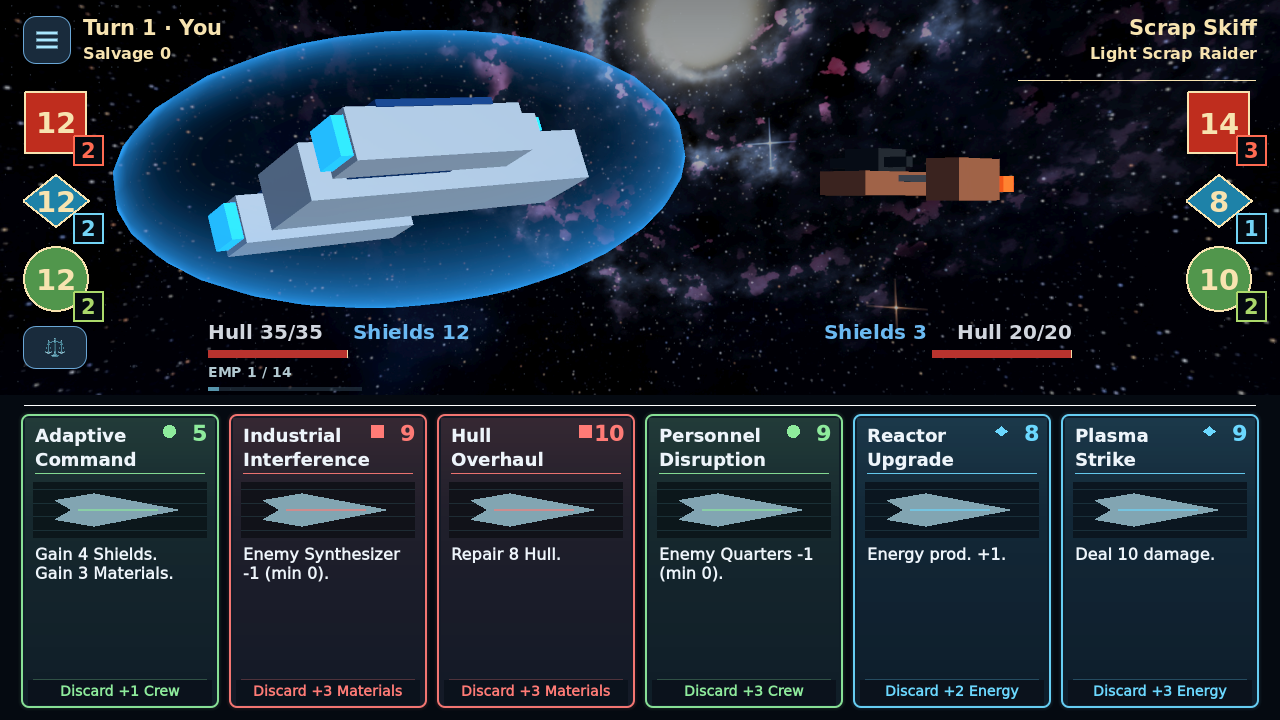 Turn 1 · You
Salvage 0
Scrap Skiff
Light Scrap Raider
12
2
12
2
12
2
14
3
8
1
10
2
Hull 35/35 Shields 12
EMP 1 / 14
Shields 3 Hull 20/20
Adaptive Command 5
Gain 4 Shields.
Gain 3 Materials.
Discard +1 Crew
Industrial Interference 9
Enemy Synthesizer
-1 (min 0).
Discard +3 Materials
Hull Overhaul 10
Repair 8 Hull.
Discard +3 Materials
Personnel Disruption 9
Enemy Quarters -1
(min 0).
Discard +3 Crew
Reactor Upgrade 8
Energy prod. +1.
Discard +2 Energy
Plasma Strike 9
Deal 10 damage.
Discard +3 Energy